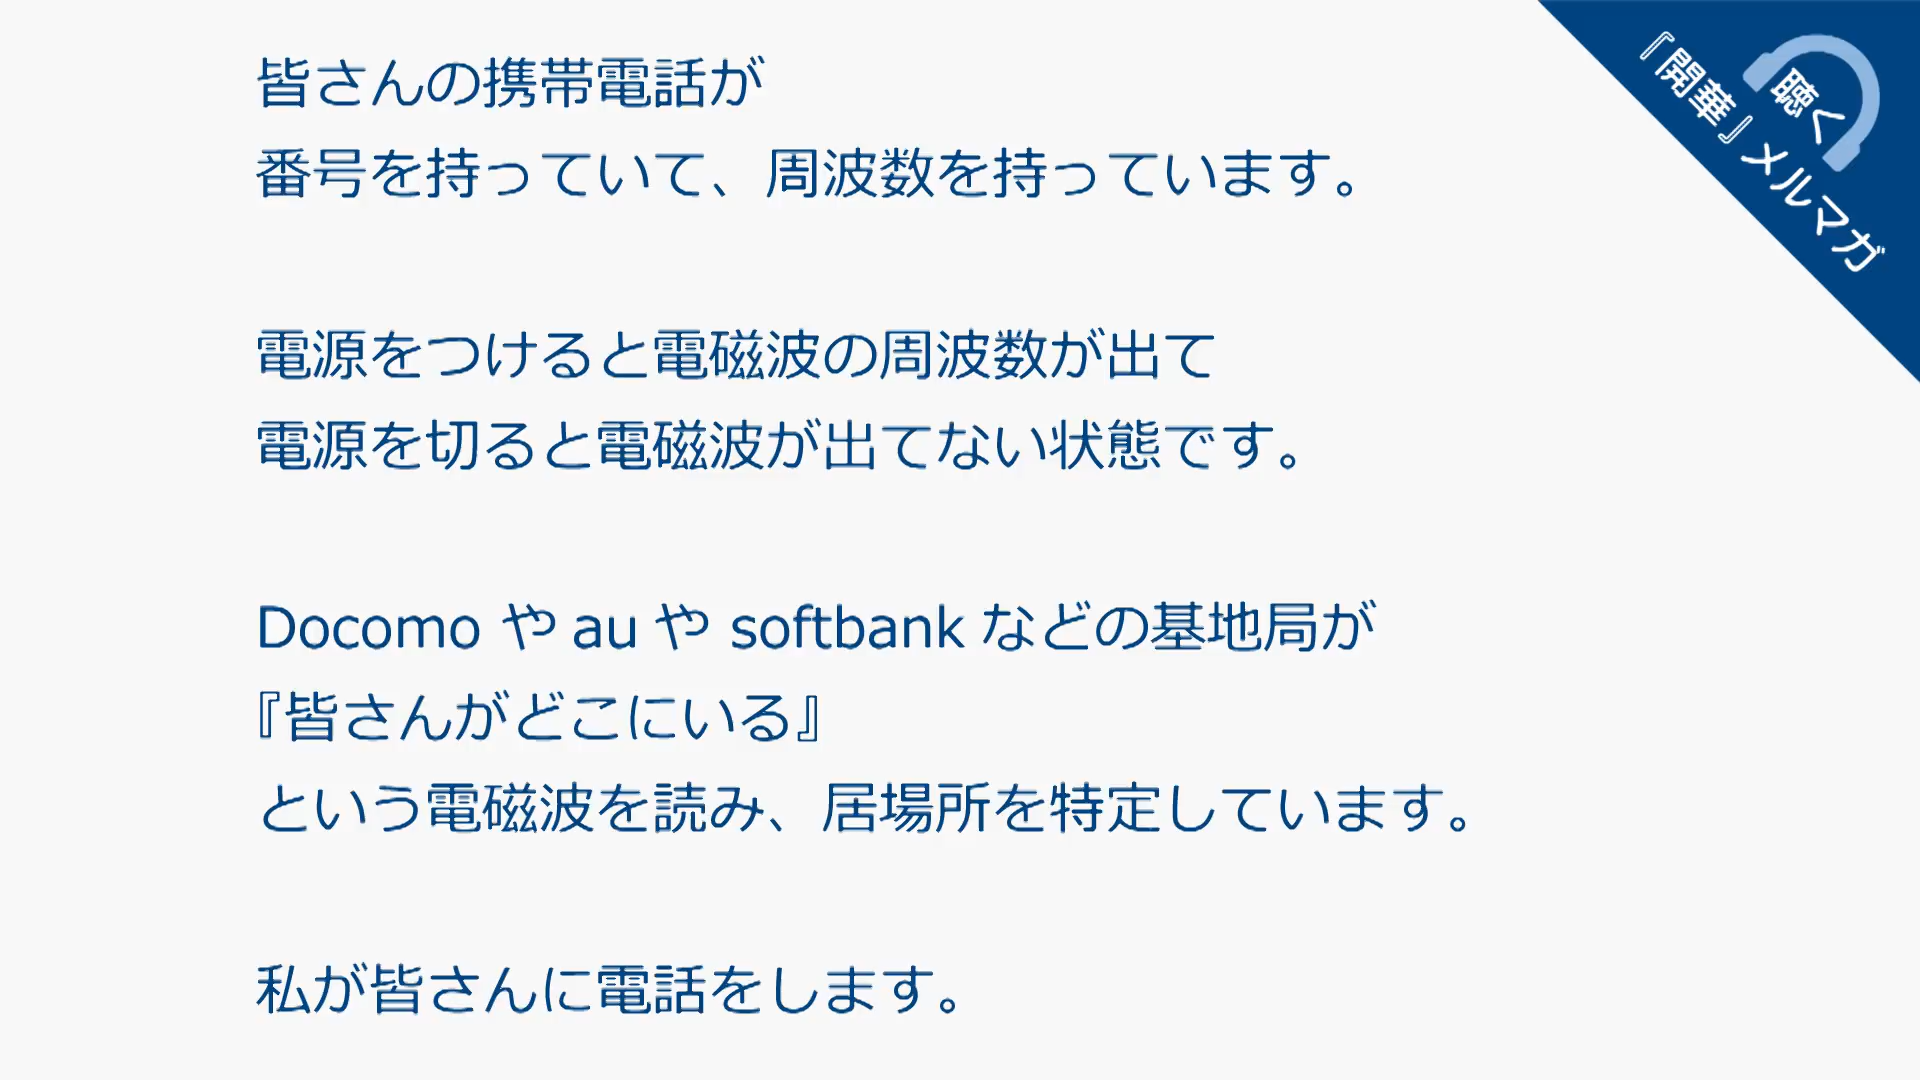 皆さんの携帯電話が
番号を持っていて、周波数を持っています。
電源をつけると電磁波の周波数が出て
電源を切ると電磁波が出てない状態です。
Docomo や au や softbank などの基地局が
『皆さんがどこにいる』
という電磁波を読み、居場所を特定しています。
私が皆さんに電話をします。
聴く
『開華』メルマガ